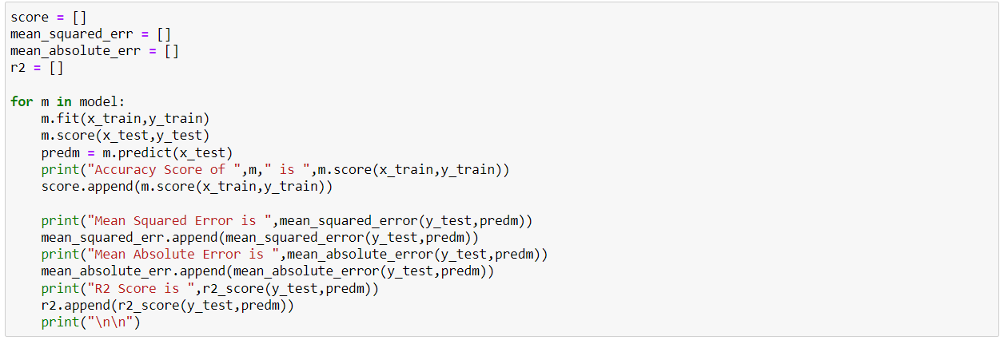 score = []
mean_squared_err = []
mean_absolute_err = []
r2 = []

for m in model:
    m.fit(x_train,y_train)
    m.score(x_test,y_test)
    predm = m.predict(x_test)
    print("Accuracy Score of ",m," is ",m.score(x_train,y_train))
    score.append(m.score(x_train,y_train))

    print("Mean Squared Error is ",mean_squared_error(y_test,predm))
    mean_squared_err.append(mean_squared_error(y_test,predm))
    print("Mean Absolute Error is ",mean_absolute_error(y_test,predm))
    mean_absolute_err.append(mean_absolute_error(y_test,predm))
    print("R2 Score is ",r2_score(y_test,predm))
    r2.append(r2_score(y_test,predm))
    print("\n\n")